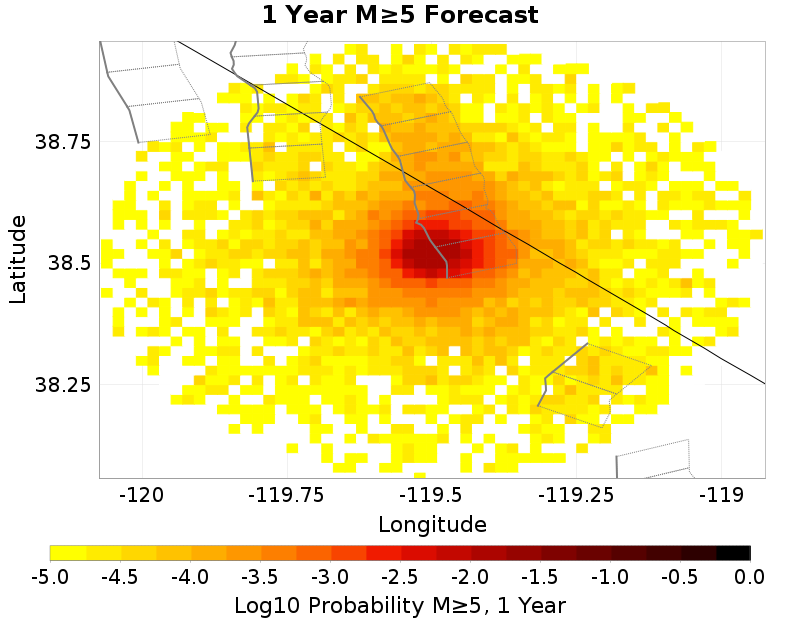 1 Year M≥5 Forecast
38.75
38.5
38.25
Latitude
-120 -119.75 -119.5 -119.25 -119
Longitude
-5.0 -4.5 -4.0 -3.5 -3.0 -2.5 -2.0 -1.5 -1.0 -0.5 0.0
Log10 Probability M≥5, 1 Year